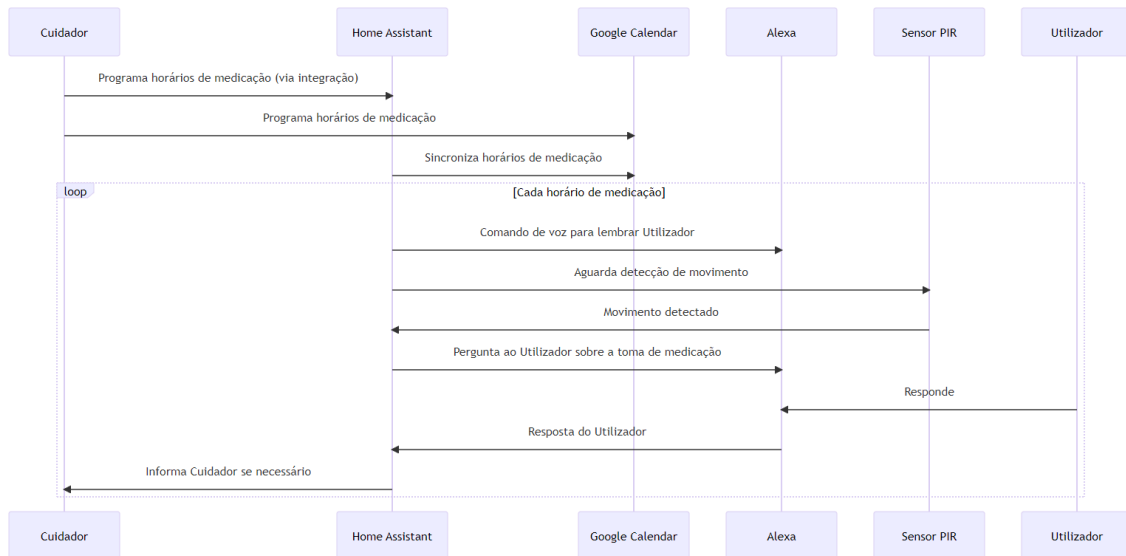 Cuidador
Home Assistant
Google Calendar
Alexa
Sensor PIR
Utilizador
Programa horários de medicação (via integração)
Programa horários de medicação
Sincroniza horários de medicação
loop
[Cada horário de medicação]
Comando de voz para lembrar Utilizador
Aguarda detecção de movimento
Movimento detectado
Pergunta ao Utilizador sobre a toma de medicação
Responde
Resposta do Utilizador
Informa Cuidador se necessário
Cuidador
Home Assistant
Google Calendar
Alexa
Sensor PIR
Utilizador